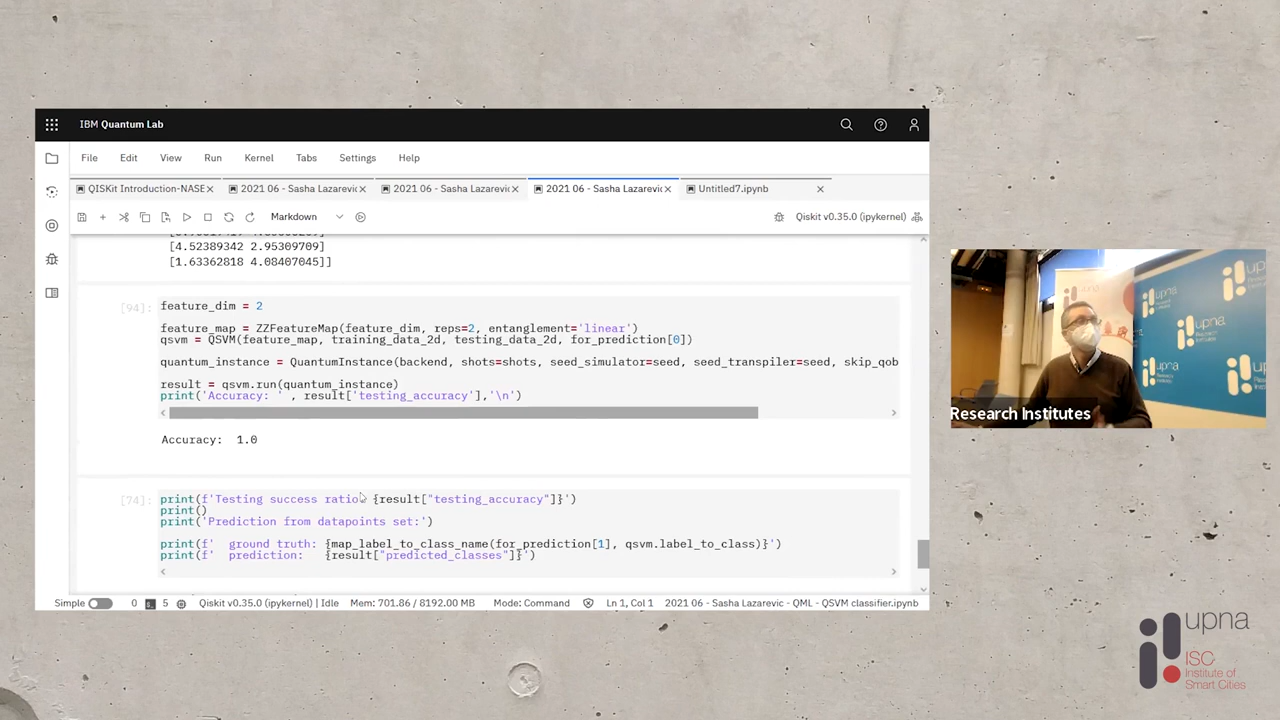 IBM Quantum Lab
File Edit View Run Kernel Tabs Settings Help
QISKit Introduction-NASE
2021 06 - Sasha Lazarevic
2021 06 - Sasha Lazarevic
2021 06 - Sasha Lazarevic
Untitled7.ipynb
Markdown
Qiskit v0.35.0 (ipykernel)
[4.52389342 2.95309709]
[1.63362818 4.08407045]]
[94]:
feature_dim = 2
feature_map = ZZFeatureMap(feature_dim, reps=2, entanglement='linear')
qsvm = QSVM(feature_map, training_data_2d, testing_data_2d, for_prediction[0])
quantum_instance = QuantumInstance(backend, shots=shots, seed_simulator=seed, seed_transpiler=seed, skip_qob
result = qsvm.run(quantum_instance)
print('Accuracy: ' , result['testing_accuracy'],'\n')
Accuracy: 1.0
[74]:
print(f'Testing success ratio {result["testing_accuracy"]}')
print()
print('Prediction from datapoints set:')
print(f' ground truth: {map_label_to_class_name(for_prediction[1], qsvm.label_to_class)}')
print(f' prediction: {result["predicted_classes"]}')
Simple 0 5 Qiskit v0.35.0 (ipykernel) | Idle Mem: 701.86 / 8192.00 MB Mode: Command Ln 1, Col 1 2021 06 - Sasha Lazarevic - QML - QSVM classifier.ipynb
upna
upna
upna
upna
Research Institutes
upna
ISC
Institute of
Smart Cities